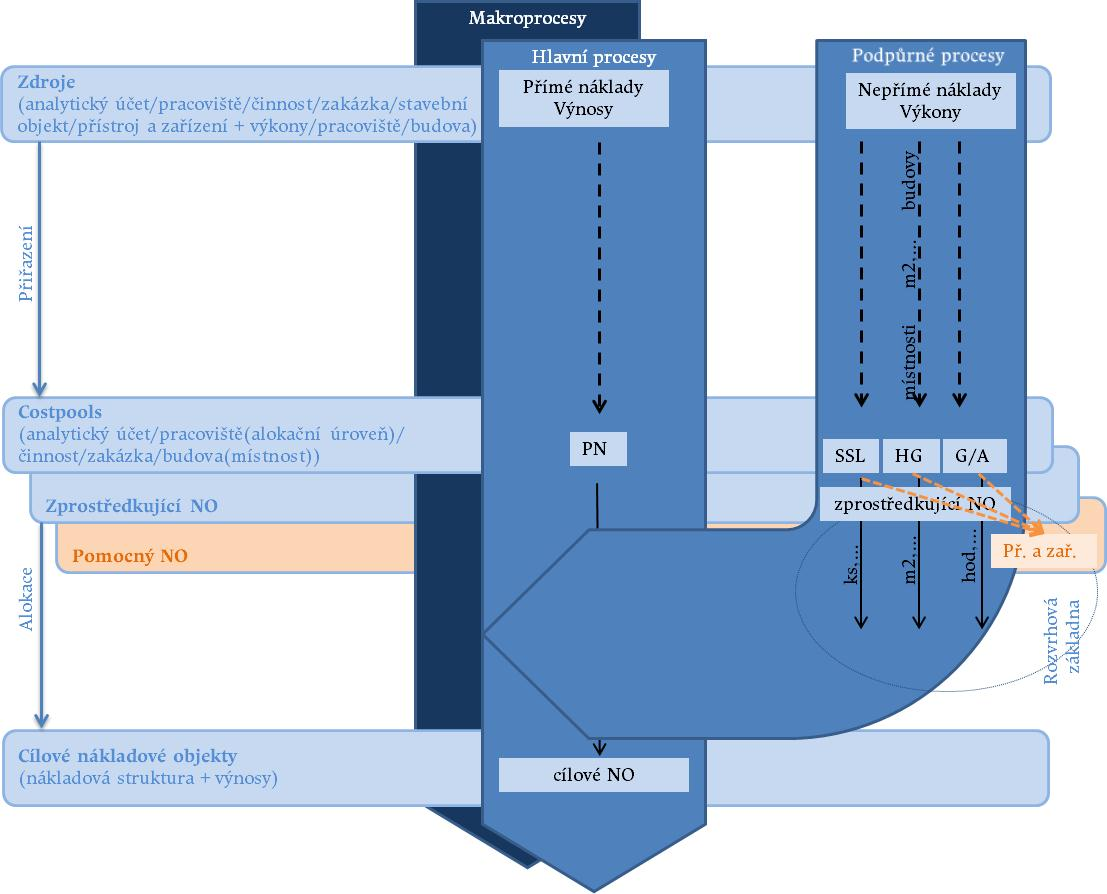 Makroprocesy
Hlavní procesy
Podpůrné procesy
Zdroje
(analytický účet/pracoviště/činnost/zakázka/stavební
objekt/přístroj a zařízení + výkony/pracoviště/budova)
Přímé náklady
Výnosy
Nepřímé náklady
Výkony
Přiřazení
budovy
m2,...
místnosti
Costpools
(analytický účet/pracoviště(alokační úroveň)/
činnost/zakázka/budova(místnost))
PN
SSL
HG
G/A
Zprostředkující NO
zprostředkující NO
Pomocný NO
Př. a zař.
Alokace
ks,...
m2,...
hod,...
Rozvrhová
základna
Cílové nákladové objekty
(nákladová struktura + výnosy)
cílové NO